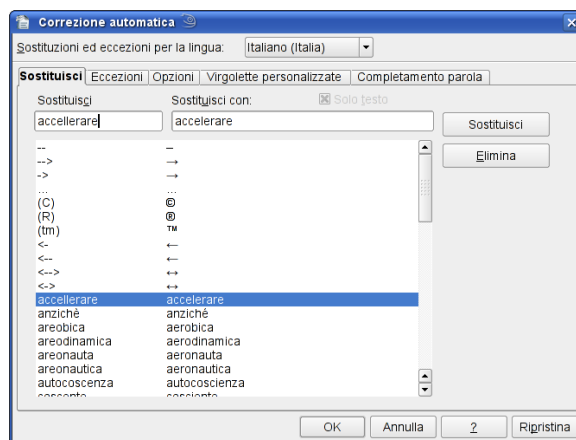 Correzione automatica
Sostituzioni ed eccezioni per la lingua: Italiano (Italia)
Sostituisci Eccezioni Opzioni Virgolette personalizzate Completamento parola
Sostituisci Sostituisci con: Solo testo
accellerare accelerare Sostituisci
Elimina
-- –
--> →
-> →
... ...
(C) ©
(R) ®
(tm) ™
<- ←
<-- ←
<--> ↔
<-> ↔
accellerare accelerare
anzichè anziché
areobica aerobica
areodinamica aerodinamica
areonauta aeronauta
areonautica aeronautica
autocoscenza autocoscienza
coscente cosciente
OK Annulla ? Ripristina